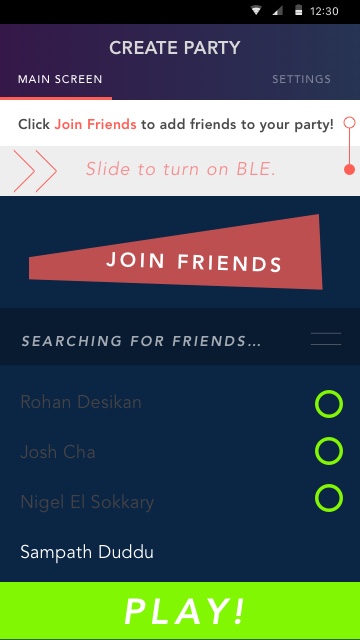 12:30
CREATE PARTY
MAIN SCREEN SETTINGS
Click Join Friends to add friends to your party!
Slide to turn on BLE.
JOIN FRIENDS
SEARCHING FOR FRIENDS...
Rohan Desikan
Josh Cha
Nigel El Sokkary
Sampath Duddu
PLAY!